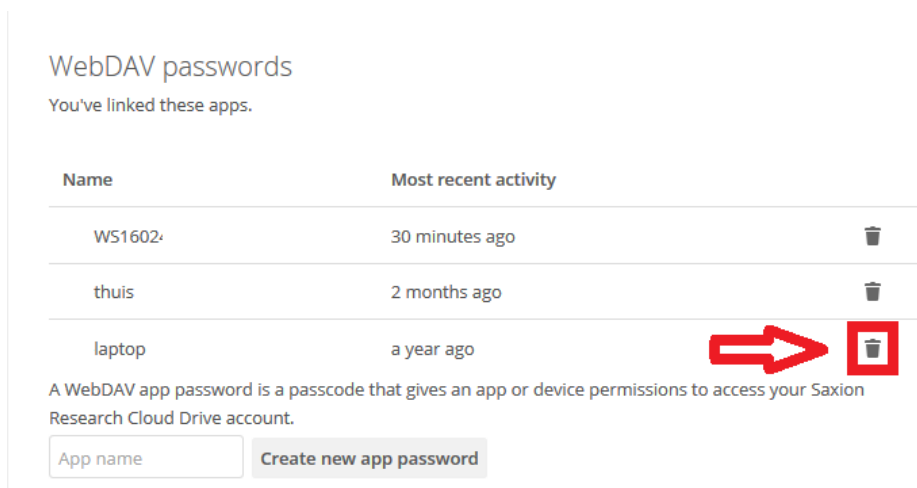 WebDAV passwords
You've linked these apps.
Name Most recent activity
30 minutes ago
thuis 2 months ago
laptop a year ago
A WebDAV app password is a passcode that gives an app or device permissions to access your Saxion
Research Cloud Drive account.
App name Create new app password